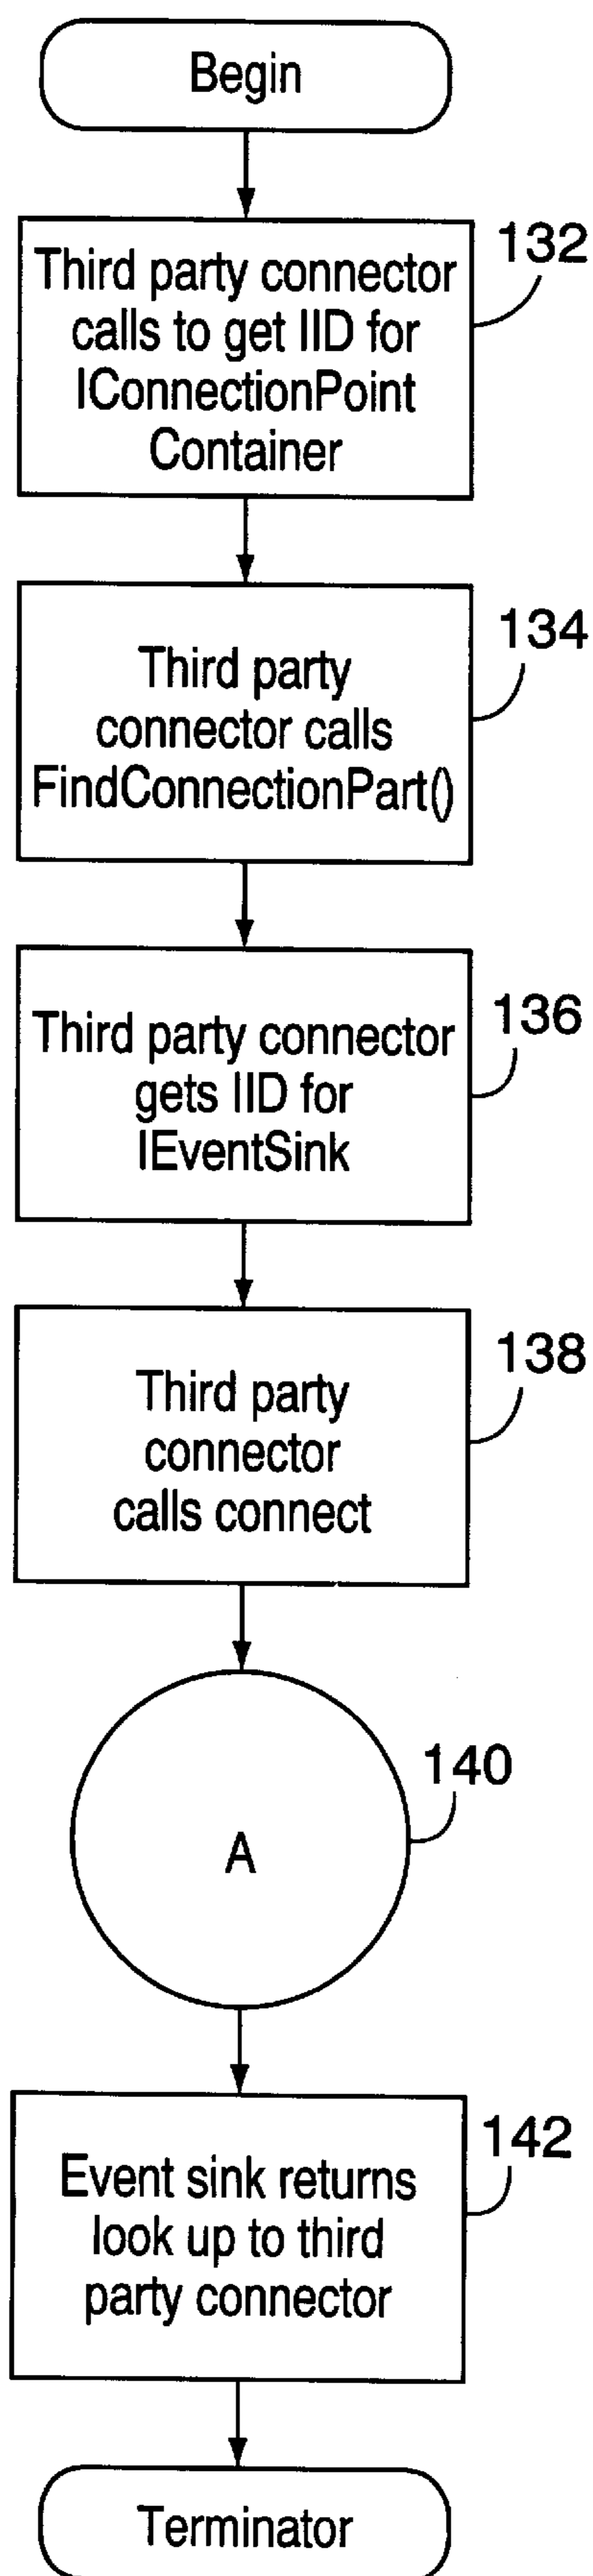 Begin
132
Third party connector
calls to get IID for
IConnectionPoint
Container
134
Third party
connector calls
FindConnectionPart()
136
Third party connector
gets IID for
IEventSink
138
Third party
connector
calls connect
140
A
142
Event sink returns
look up to third
party connector
Terminator